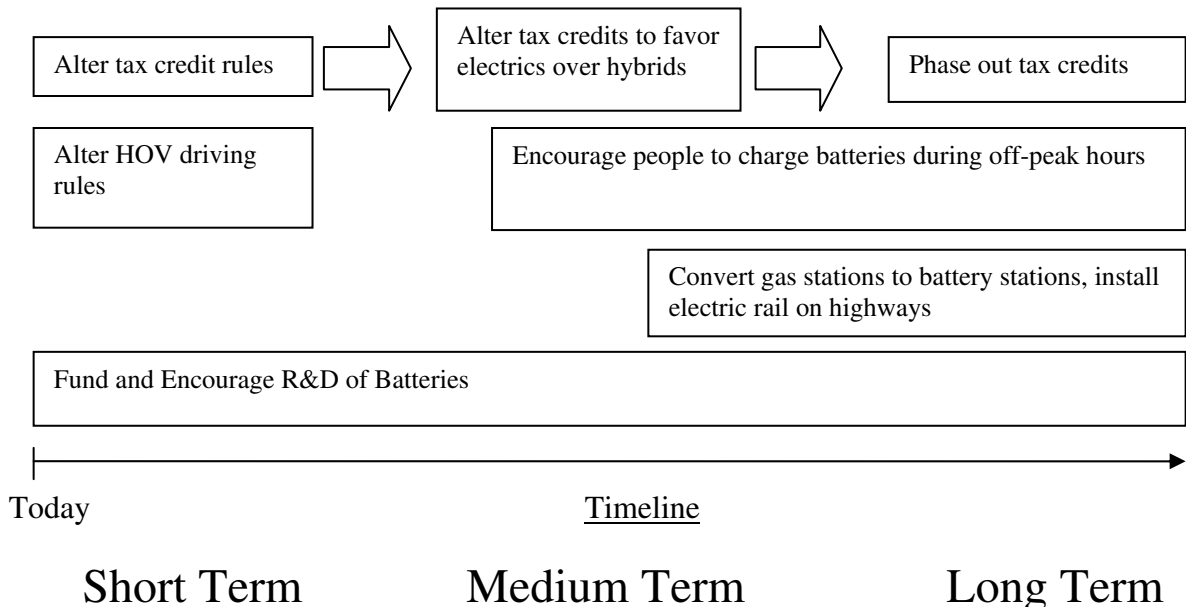 Alter tax credit rules
Alter tax credits to favor
electrics over hybrids
Phase out tax credits
Alter HOV driving
rules
Encourage people to charge batteries during off-peak hours
Convert gas stations to battery stations, install
electric rail on highways
Fund and Encourage R&D of Batteries
Today
Timeline
Short Term
Medium Term
Long Term